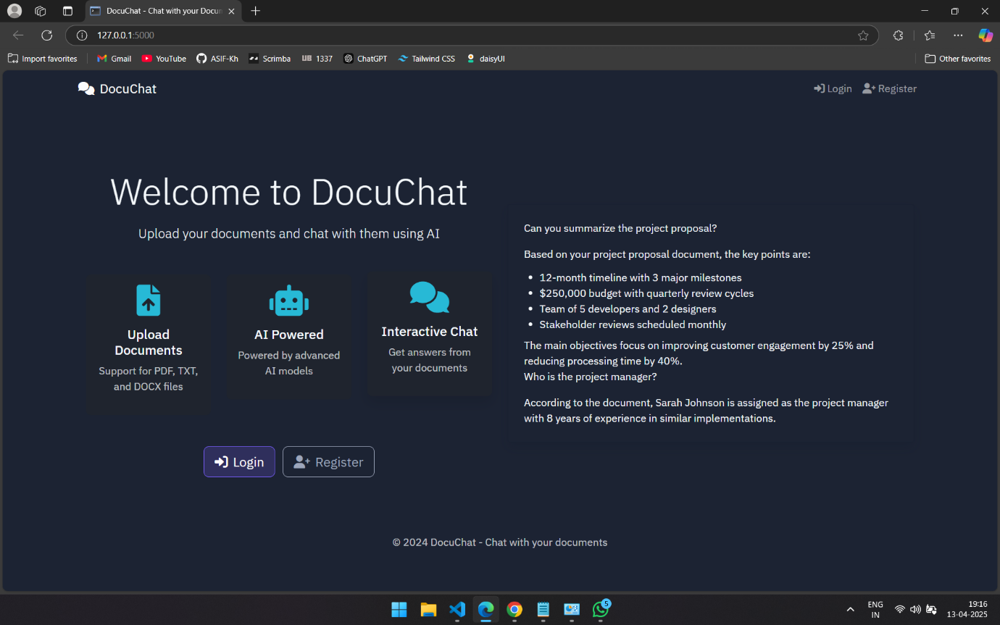 DocuChat - Chat with your Docun
127.0.0.1:5000
Import favorites
Gmail
YouTube
ASIF-Kh
Scrimba
1337
ChatGPT
Tailwind CSS
daisyUI
Other favorites
DocuChat
Login
Register
Welcome to DocuChat
Upload your documents and chat with them using AI
Upload
Documents
Support for PDF, TXT,
and DOCX files
AI Powered
Powered by advanced
AI models
Interactive Chat
Get answers from
your documents
Login
Register
Can you summarize the project proposal?
Based on your project proposal document, the key points are:
• 12-month timeline with 3 major milestones
• $250,000 budget with quarterly review cycles
• Team of 5 developers and 2 designers
• Stakeholder reviews scheduled monthly
The main objectives focus on improving customer engagement by 25% and
reducing processing time by 40%.
Who is the project manager?
According to the document, Sarah Johnson is assigned as the project manager
with 8 years of experience in similar implementations.
© 2024 DocuChat - Chat with your documents
5
ENG
IN
19:16
13-04-2025